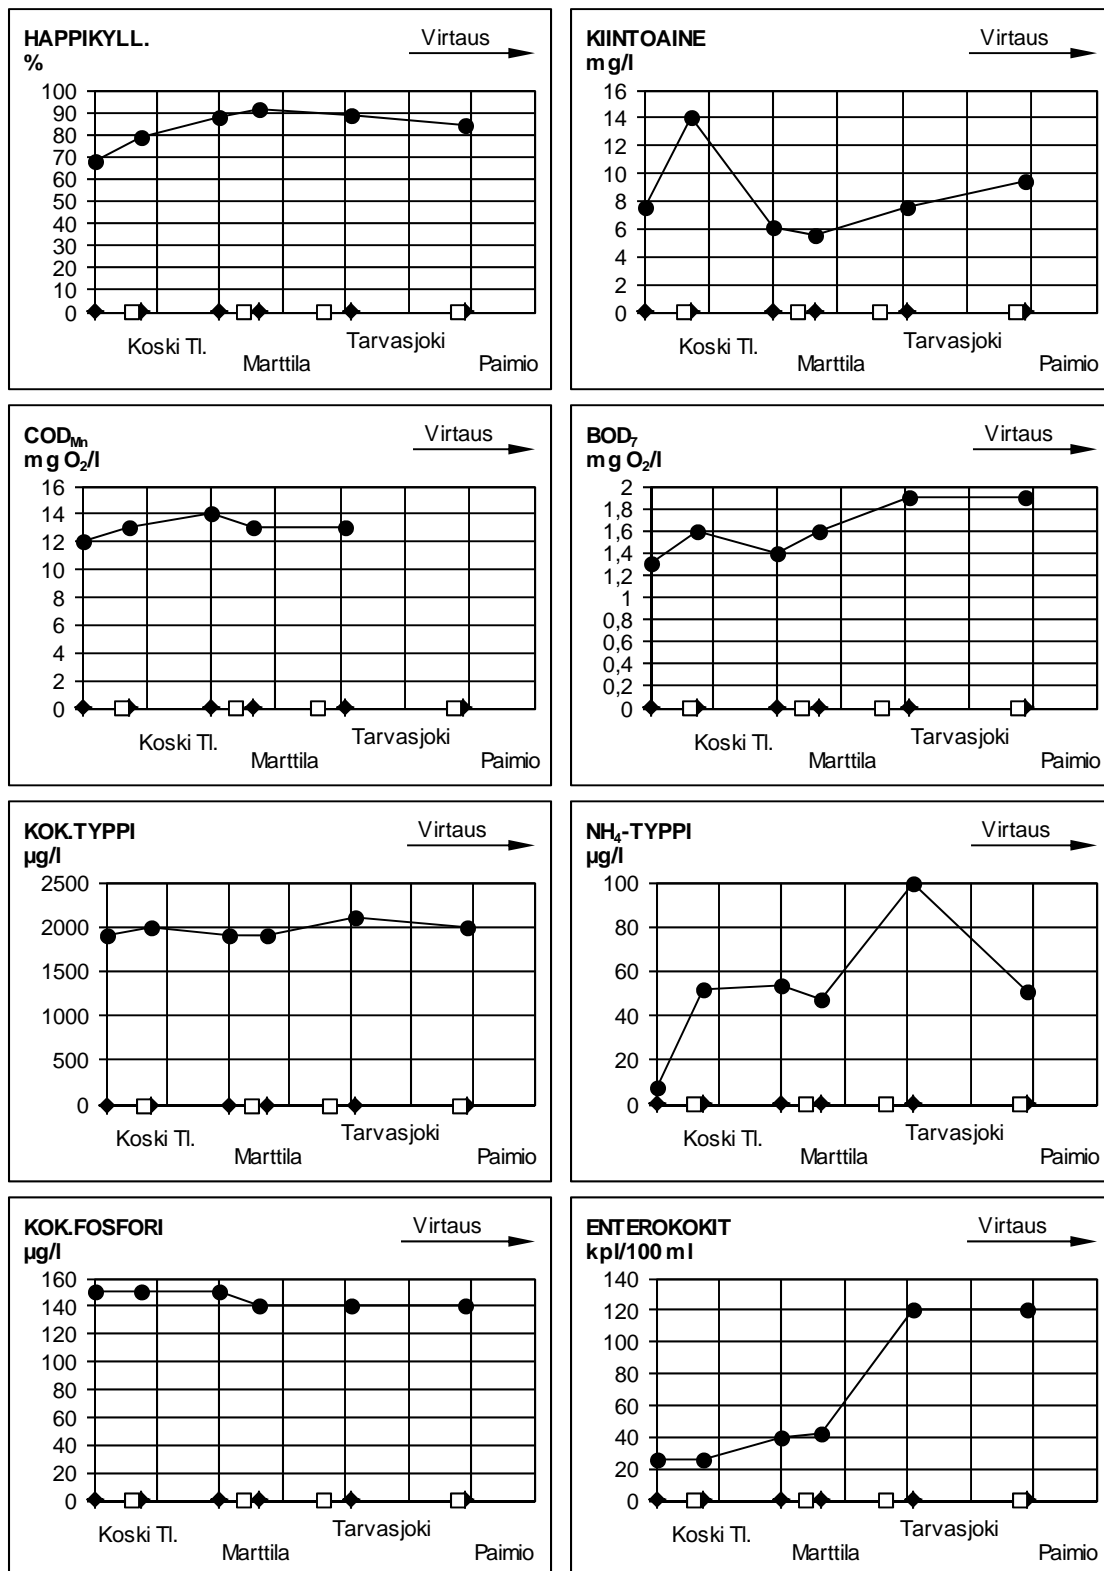 HAPPIKYLL.
%
Virtaus
100
90
80
70
60
50
40
30
20
10
0
Koski Tl.
Marttila
Tarvasjoki
Paimio
KIINTOAINE
mg/l
Virtaus
16
14
12
10
8
6
4
2
0
Koski Tl.
Marttila
Tarvasjoki
Paimio
COD_Mn
mg O₂/l
Virtaus
16
14
12
10
8
6
4
2
0
Koski Tl.
Marttila
Tarvasjoki
Paimio
BOD₇
mg O₂/l
Virtaus
2
1,8
1,6
1,4
1,2
1
0,8
0,6
0,4
0,2
0
Koski Tl.
Marttila
Tarvasjoki
Paimio
KOK.TYPPI
µg/l
Virtaus
2500
2000
1500
1000
500
0
Koski Tl.
Marttila
Tarvasjoki
Paimio
NH₄-TYPPI
µg/l
Virtaus
100
80
60
40
20
0
Koski Tl.
Marttila
Tarvasjoki
Paimio
KOK.FOSFORI
µg/l
Virtaus
160
140
120
100
80
60
40
20
0
Koski Tl.
Marttila
Tarvasjoki
Paimio
ENTEROKOKIT
kpl/100 ml
Virtaus
140
120
100
80
60
40
20
0
Koski Tl.
Marttila
Tarvasjoki
Paimio